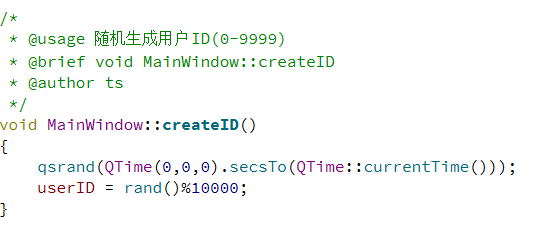 /*
 * @usage 随机生成用户ID(0-9999)
 * @brief void MainWindow::createID
 * @author ts
 */
void MainWindow::createID()
{
    qsrand(QTime(0,0,0).secsTo(QTime::currentTime()));
    userID = rand()%10000;
}